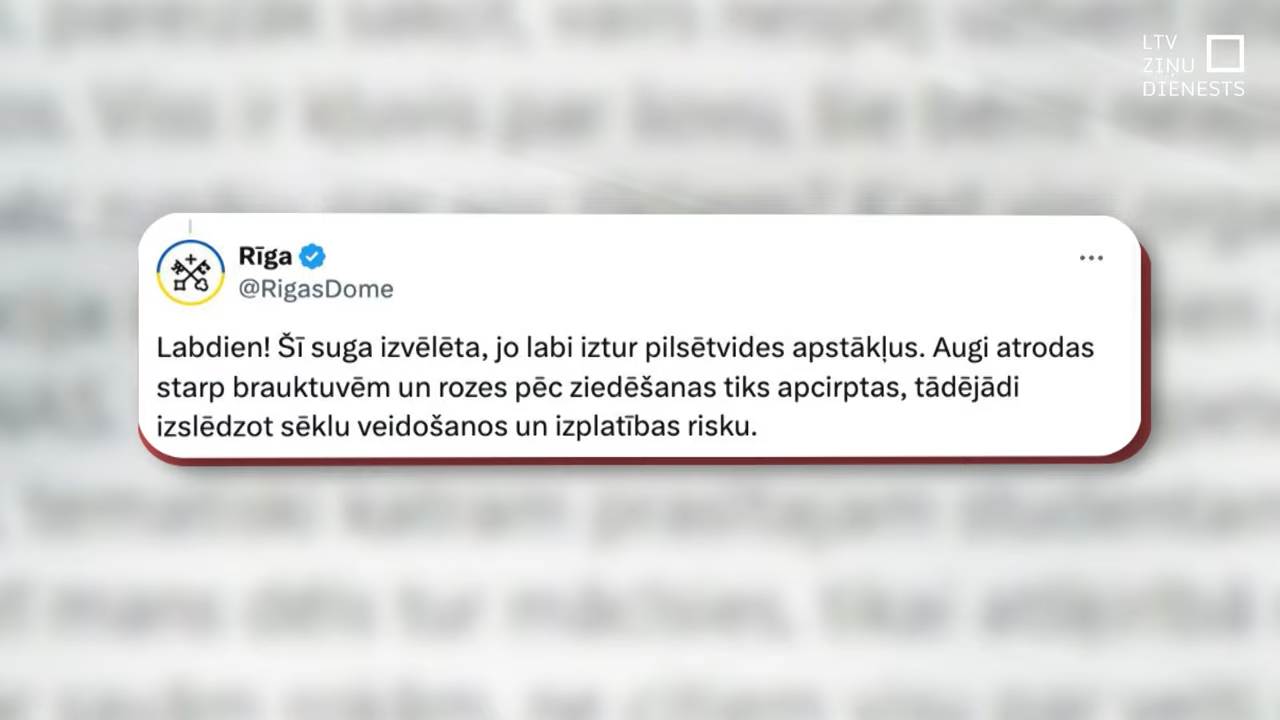 LTV
ZIŅU
DIENESTS
Rīga
@RigasDome
Labdien! Šī suga izvēlēta, jo labi iztur pilsētvides apstākļus. Augi atrodas
starp brauktuvēm un rozes pēc ziedēšanas tiks apcirptas, tādējādi
izslēdzot sēklu veidošanos un izplatības risku.